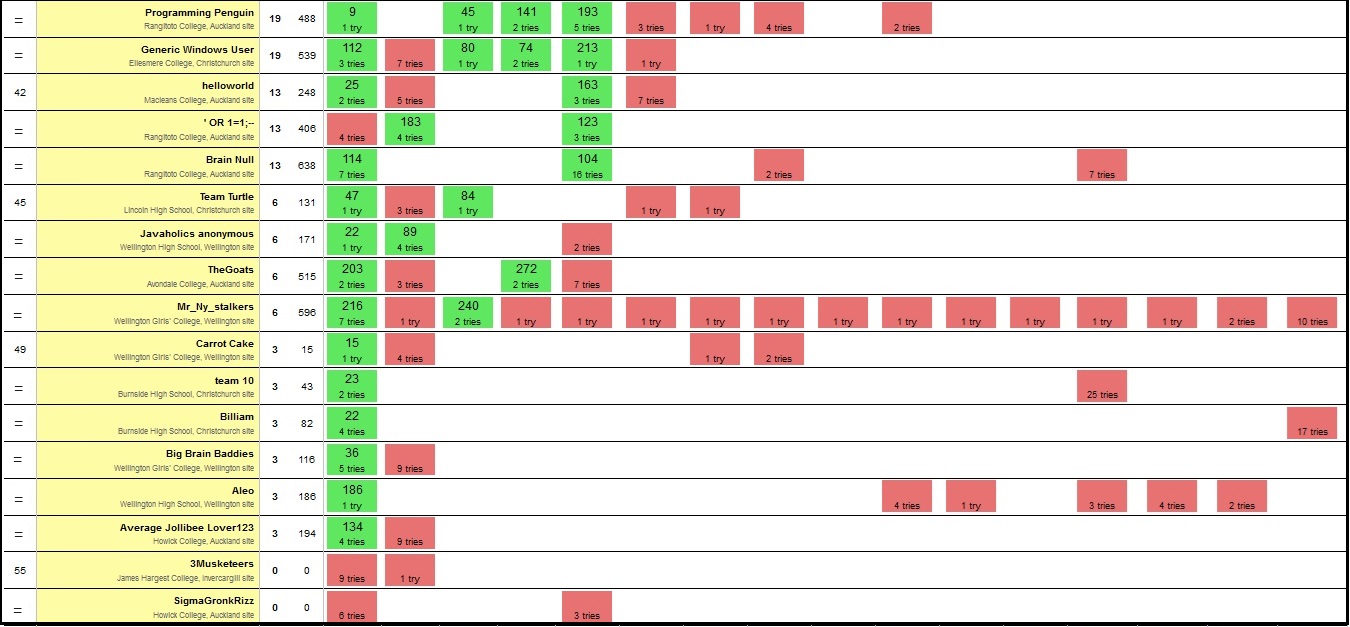 = Programming Penguin 19 488 9 45 141 193
Rangitoto College, Auckland site 1 try 1 try 2 tries 5 tries 3 tries 1 try 4 tries 2 tries
= Generic Windows User 19 539 112 80 74 213
Ellesmere College, Christchurch site 3 tries 7 tries 1 try 2 tries 1 try 1 try
42 helloworld 13 248 25 163
Macleans College, Auckland site 2 tries 5 tries 3 tries 7 tries
= ' OR 1=1;-- 13 406 183 123
Rangitoto College, Auckland site 4 tries 4 tries 3 tries
= Brain Null 13 638 114 104
Rangitoto College, Auckland site 7 tries 16 tries 2 tries 7 tries
45 Team Turtle 6 131 47 84
Lincoln High School, Christchurch site 1 try 3 tries 1 try 1 try 1 try
= Javaholics anonymous 6 171 22 89
Wellington High School, Wellington site 1 try 4 tries 2 tries
= TheGoats 6 515 203 272
Avondale College, Auckland site 2 tries 3 tries 2 tries 7 tries
= Mr_Ny_stalkers 6 596 216 240
Wellington Girls' College, Wellington site 7 tries 1 try 2 tries 1 try 1 try 1 try 1 try 1 try 1 try 1 try 1 try 1 try 1 try 1 try 2 tries 10 tries
49 Carrot Cake 3 15 15
Wellington Girls' College, Wellington site 1 try 4 tries 1 try 2 tries
= team 10 3 43 23
Burnside High School, Christchurch site 2 tries 25 tries
= Billiam 3 82 22
Burnside High School, Christchurch site 4 tries 17 tries
= Big Brain Baddies 3 116 36
Wellington Girls' College, Wellington site 5 tries 9 tries
= Aleo 3 186 186
Wellington High School, Wellington site 1 try 4 tries 1 try 3 tries 4 tries 2 tries
= Average Jollibee Lover123 3 194 134
Howick College, Auckland site 4 tries 9 tries
55 3Musketeers 0 0
James Hargest College, Invercargill site 9 tries 1 try
= SigmaGronkRizz 0 0
Howick College, Auckland site 6 tries 3 tries